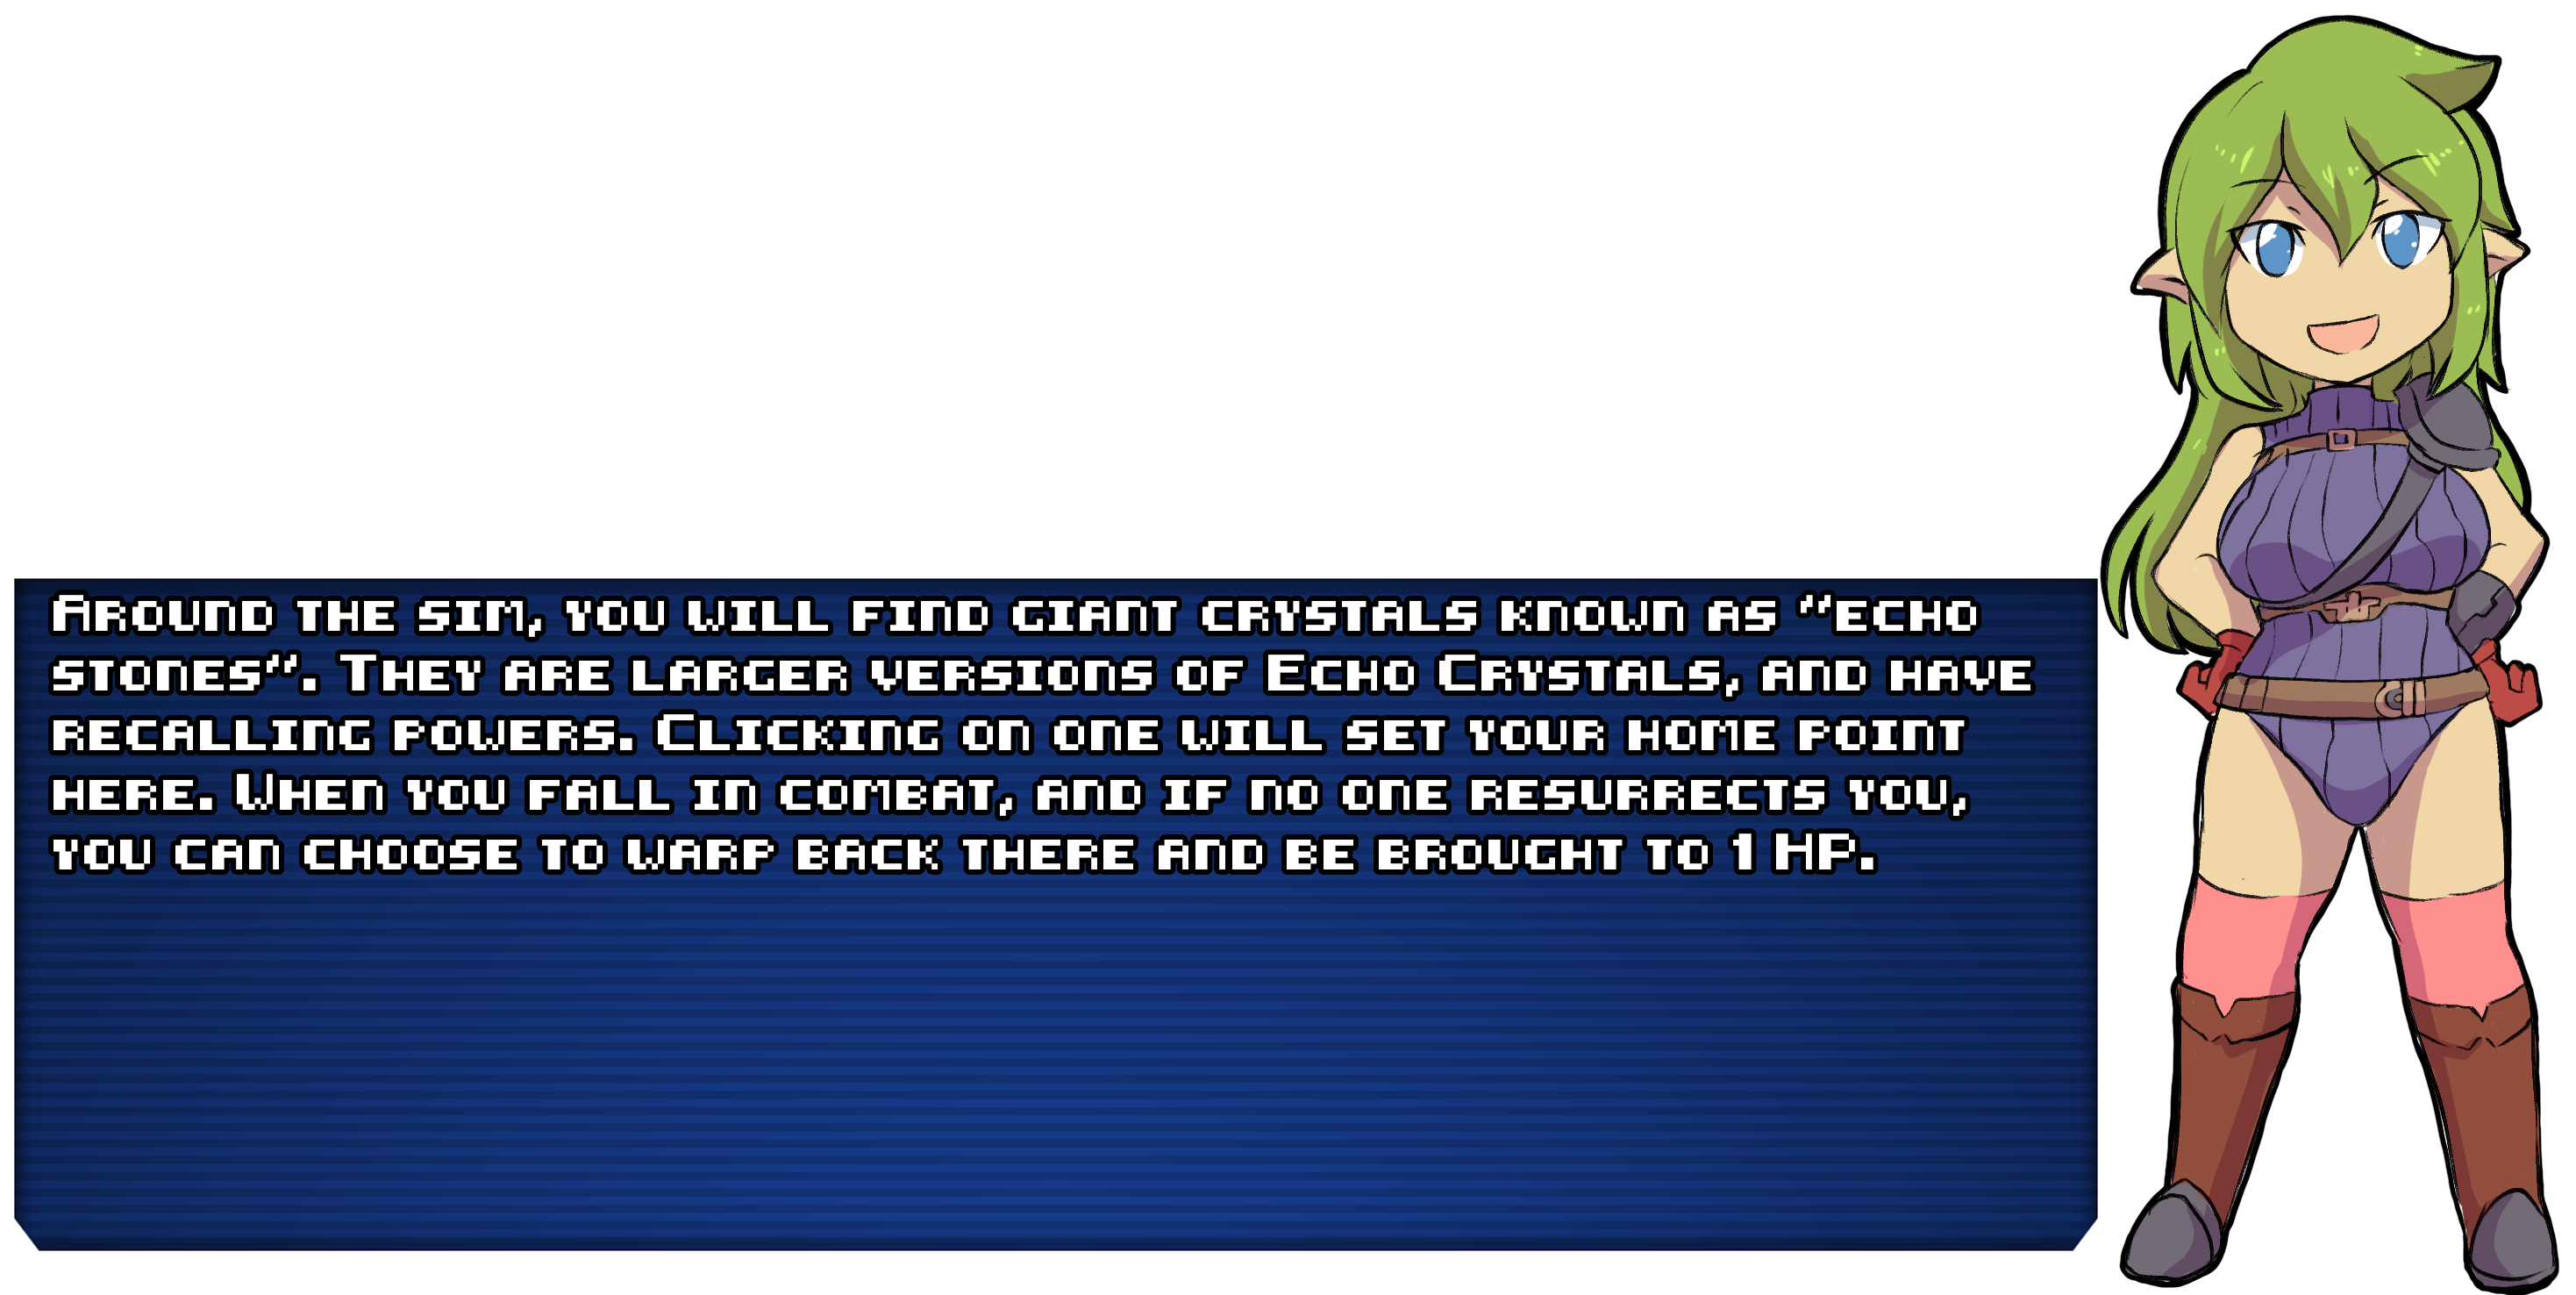 Around the sim, you will find giant crystals known as "echo
stones". They are larger versions of Echo Crystals, and have
recalling powers. Clicking on one will set your home point
here. When you fall in combat, and if no one resurrects you,
you can choose to warp back there and be brought to 1 HP.